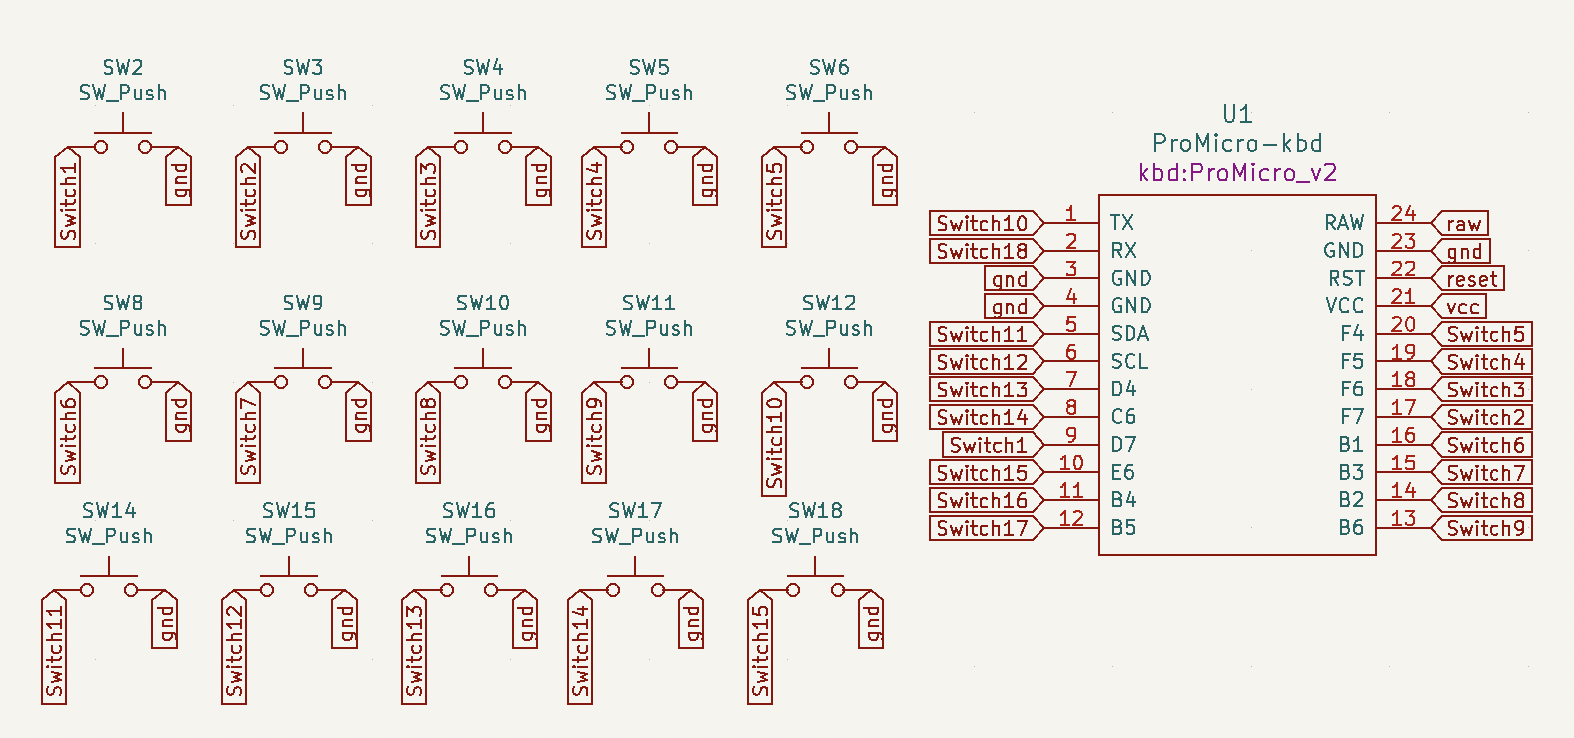 SW2
SW_Push
Switch1
gnd
SW3
SW_Push
Switch2
gnd
SW4
SW_Push
Switch3
gnd
SW5
SW_Push
Switch4
gnd
SW6
SW_Push
Switch5
gnd
SW8
SW_Push
Switch6
gnd
SW9
SW_Push
Switch7
gnd
SW10
SW_Push
Switch8
gnd
SW11
SW_Push
Switch9
gnd
SW12
SW_Push
Switch10
gnd
SW14
SW_Push
Switch11
gnd
SW15
SW_Push
Switch12
gnd
SW16
SW_Push
Switch13
gnd
SW17
SW_Push
Switch14
gnd
SW18
SW_Push
Switch15
gnd
U1
ProMicro-kbd
kbd:ProMicro_v2
Switch10 1 TX RAW 24 raw
Switch18 2 RX GND 23 gnd
gnd 3 GND RST 22 reset
gnd 4 GND VCC 21 vcc
Switch11 5 SDA F4 20 Switch5
Switch12 6 SCL F5 19 Switch4
Switch13 7 D4 F6 18 Switch3
Switch14 8 C6 F7 17 Switch2
Switch1 9 D7 B1 16 Switch6
Switch15 10 E6 B3 15 Switch7
Switch16 11 B4 B2 14 Switch8
Switch17 12 B5 B6 13 Switch9